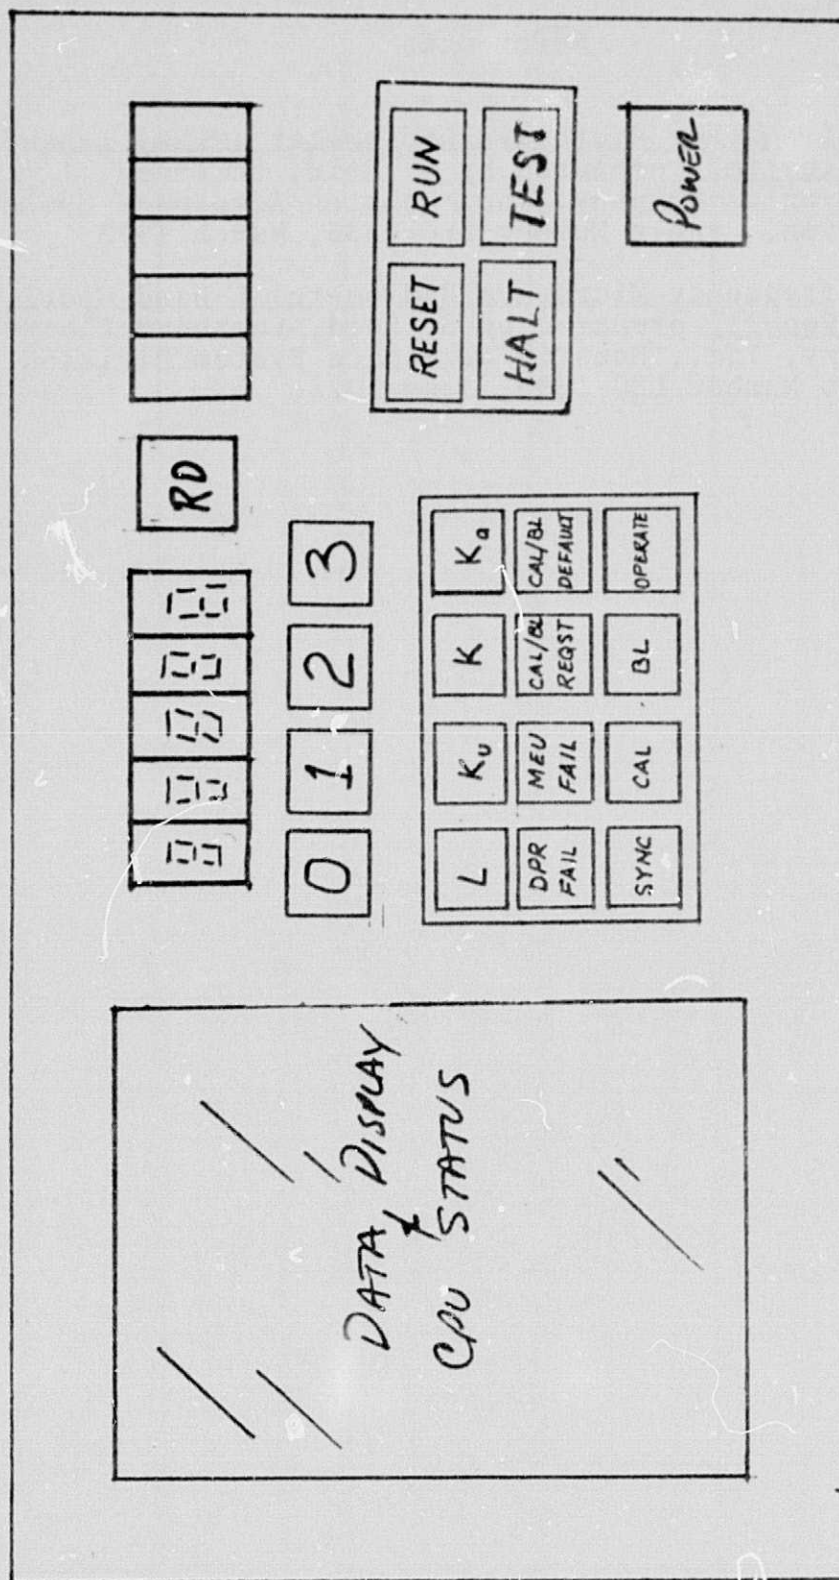 RD
0 1 2 3
DATA & DISPLAY
CPU STATUS
L Ku K Ka
DPR FAIL
MEU FAIL
CAL/BL REQST
CAL/BL DEFAULT
SYNC CAL BL OPERATE
RESET RUN
HALT TEST
POWER